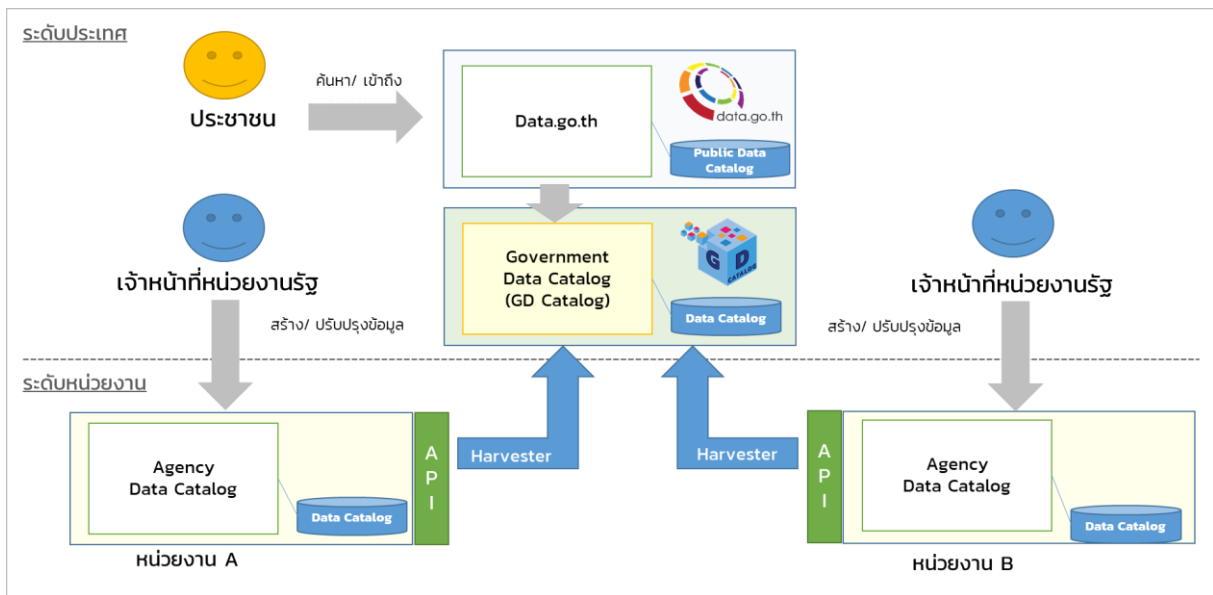 ระดับประเทศ
ประชาชน
ค้นหา/ เข้าถึง
Data.go.th
data.go.th
Public Data
Catalog
เจ้าหน้าที่หน่วยงานรัฐ
สร้าง/ ปรับปรุงข้อมูล
Government
Data Catalog
(GD Catalog)
G D
CATALOG
Data Catalog
เจ้าหน้าที่หน่วยงานรัฐ
สร้าง/ ปรับปรุงข้อมูล
ระดับหน่วยงาน
Agency
Data Catalog
Data Catalog
A
P
I
หน่วยงาน A
Harvester
Harvester
A
P
I
Agency
Data Catalog
Data Catalog
หน่วยงาน B